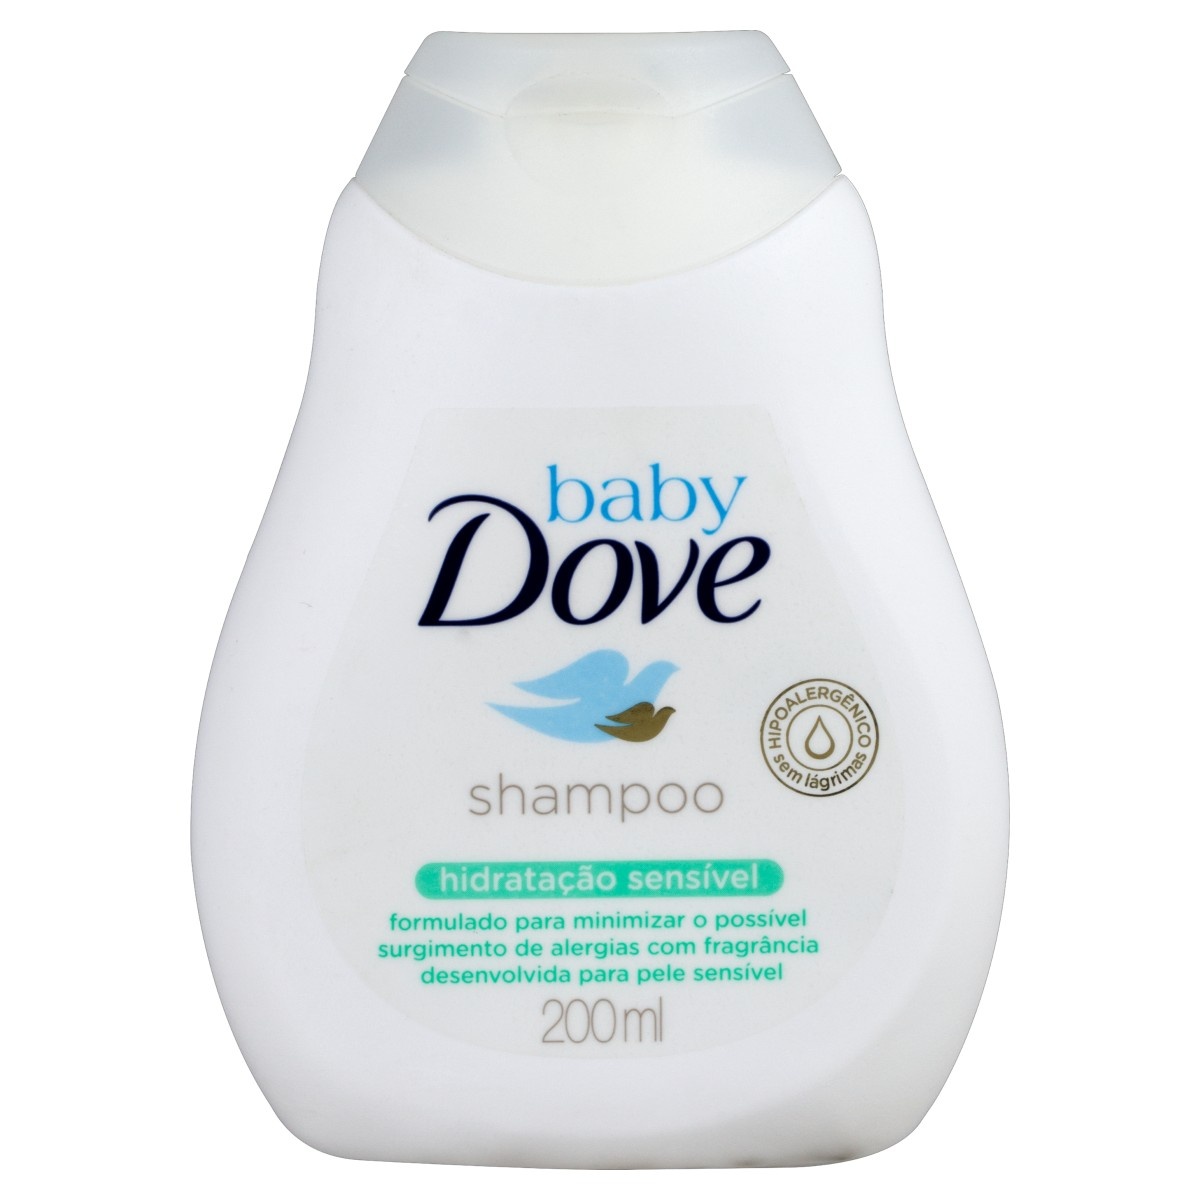 baby
Dove
HIPOALERGÊNICO
sem lágrimas
shampoo
hidratação sensível
formulado para minimizar o possível
surgimento de alergias com fragrância
desenvolvida para pele sensível
200ml